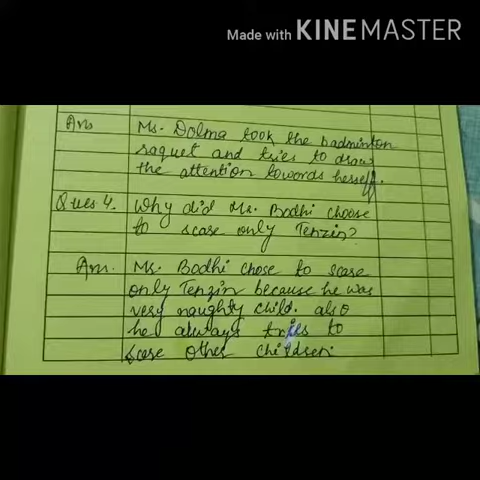 Made with KINEMASTER
Ans Ms. Dolma took the badminton
raquet and tries to draw
the attention towards herself.
Ques 4. Why did Mr. Bodhi choose
to scare only Tenzin?
Ans. Mr. Bodhi chose to scare
only Tenzin because he was
very naughty child. also
he always tries to
scare other children.